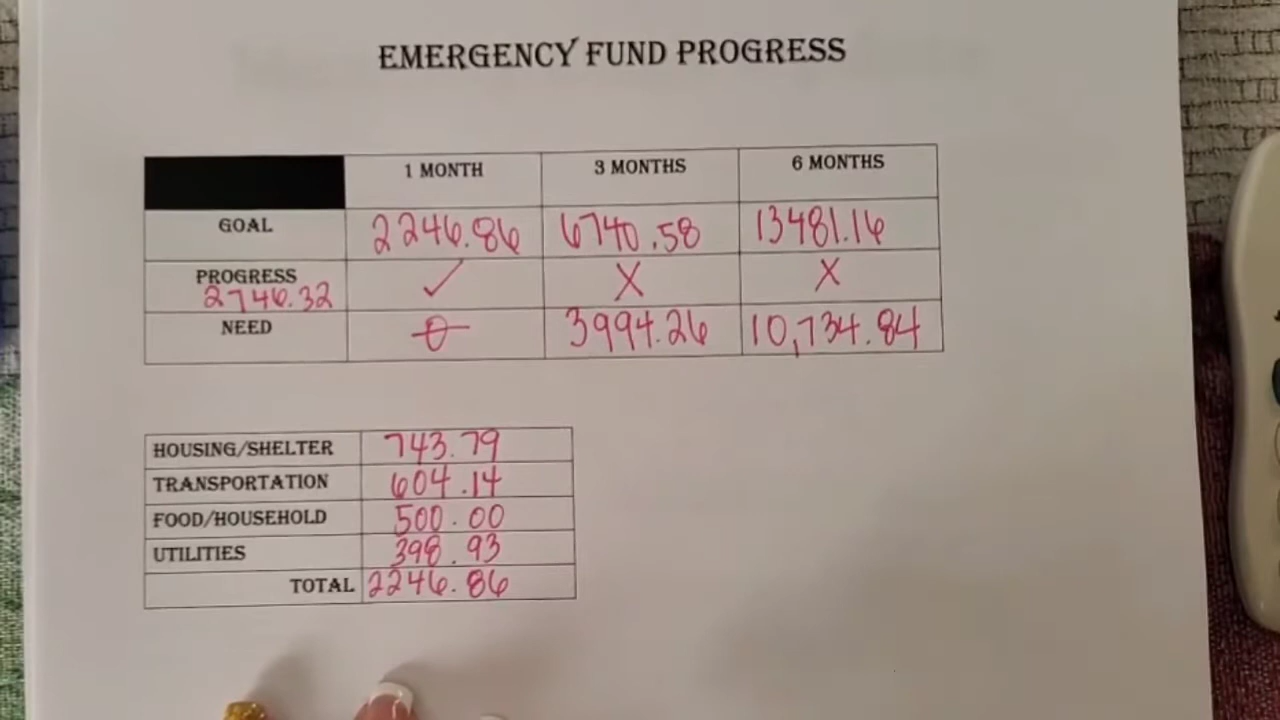 EMERGENCY FUND PROGRESS
1 MONTH 3 MONTHS 6 MONTHS
GOAL 2246.86 6740.58 13481.16
PROGRESS 2746.32 ✓ X X
NEED 0 3994.26 10,734.84
HOUSING/SHELTER 743.79
TRANSPORTATION 604.14
FOOD/HOUSEHOLD 500.00
UTILITIES 398.93
TOTAL 2246.86